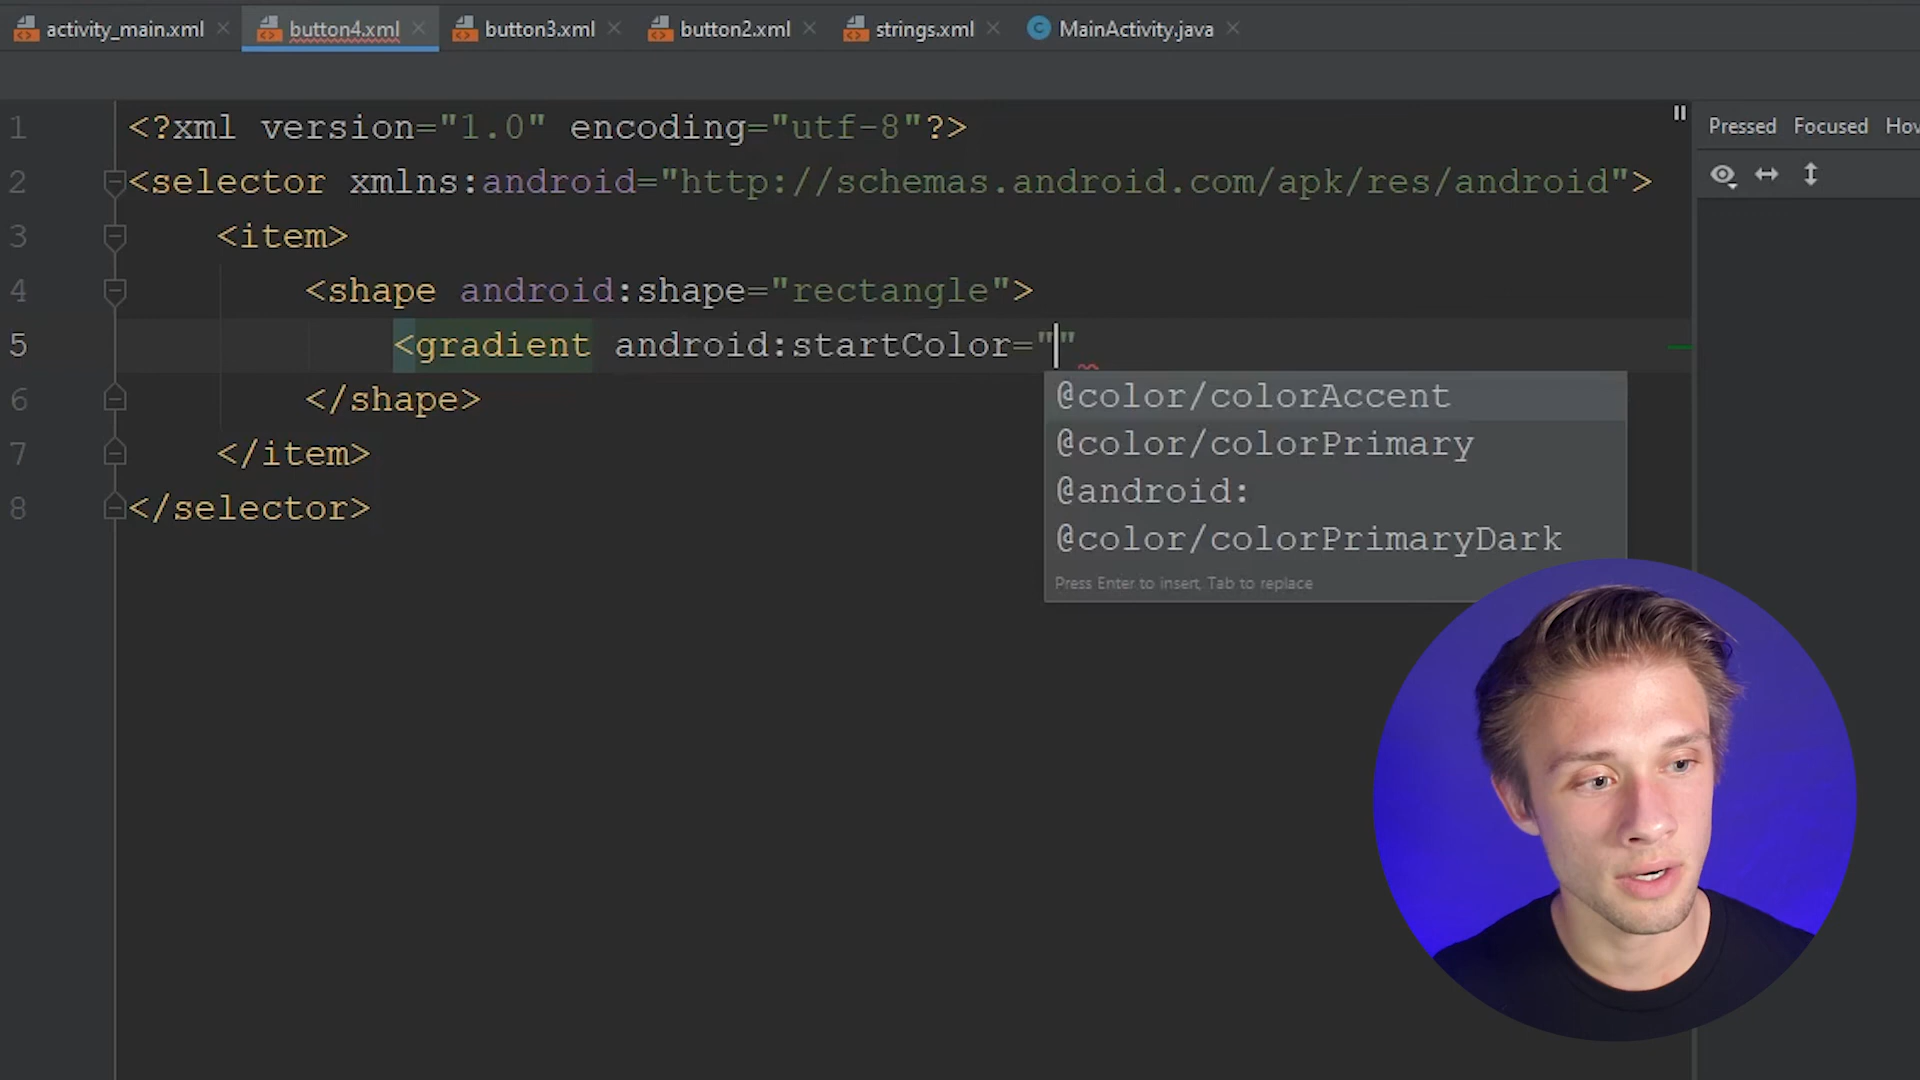 activity_main.xml button4.xml button3.xml button2.xml strings.xml MainActivity.java
Pressed Focused Hov
1 <?xml version="1.0" encoding="utf-8"?>
2 <selector xmlns:android="http://schemas.android.com/apk/res/android">
3 <item>
4 <shape android:shape="rectangle">
5 <gradient android:startColor=""
6 </shape>
7 </item>
8 </selector>
@color/colorAccent
@color/colorPrimary
@android:
@color/colorPrimaryDark
Press Enter to insert, Tab to replace